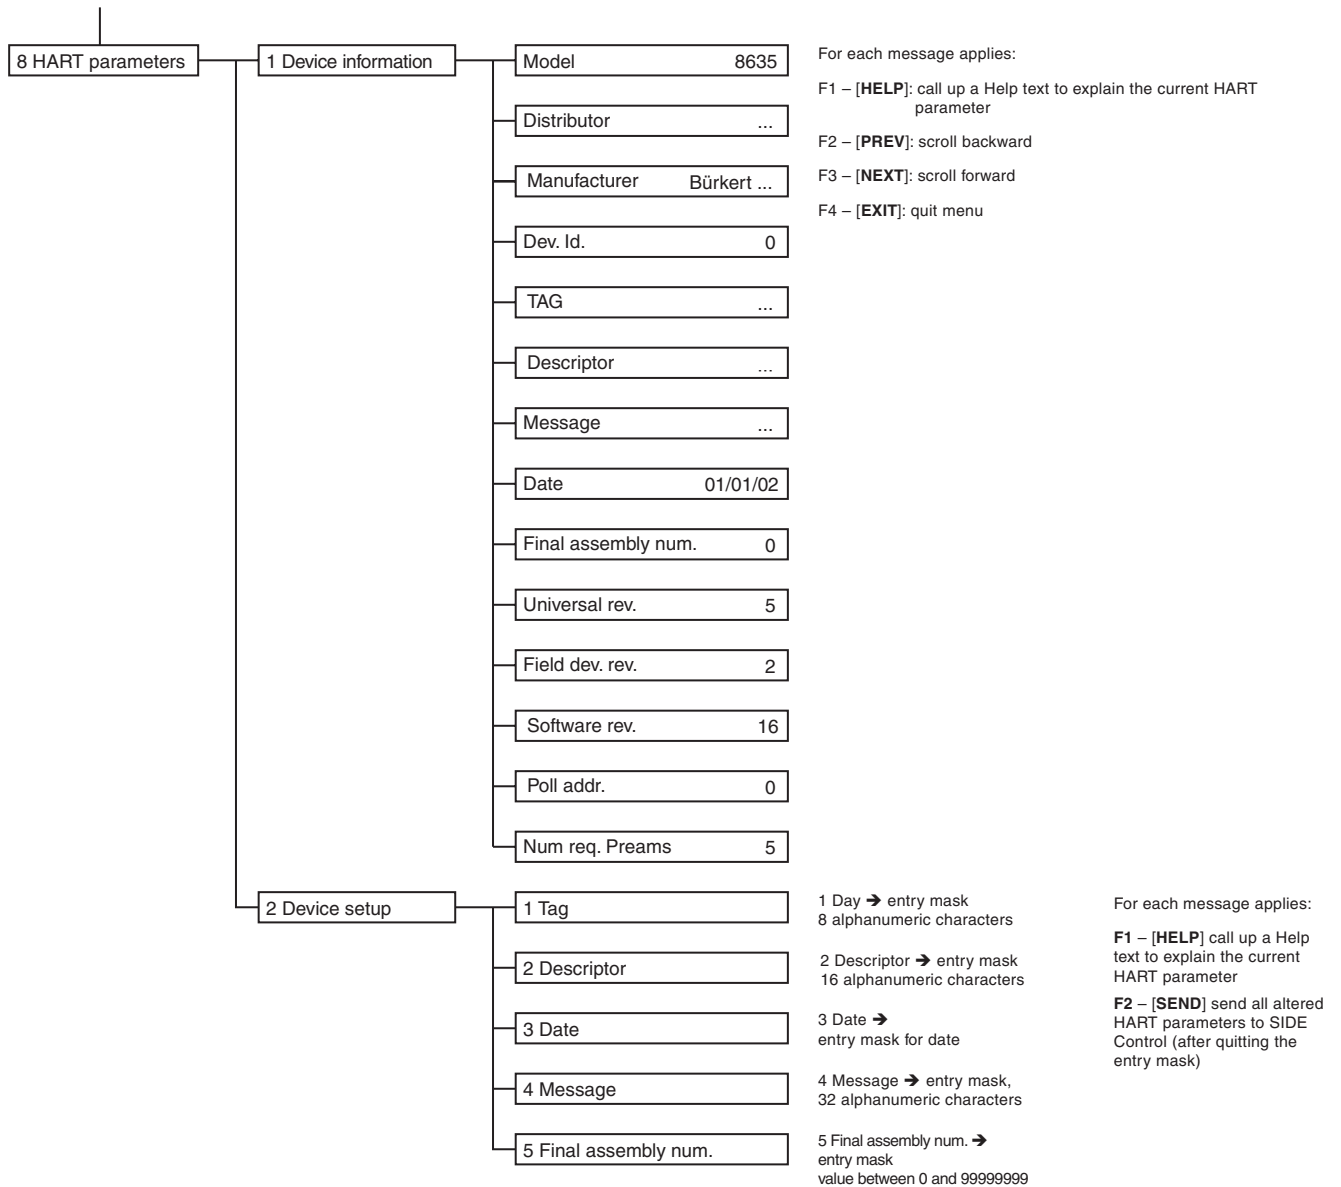 8 HART parameters
1 Device information
Model 8635
Distributor ...
Manufacturer Bürkert ...
Dev. Id. 0
TAG ...
Descriptor ...
Message ...
Date 01/01/02
Final assembly num. 0
Universal rev. 5
Field dev. rev. 2
Software rev. 16
Poll addr. 0
Num req. Preams 5
For each message applies:
F1 – [HELP]: call up a Help text to explain the current HART
parameter
F2 – [PREV]: scroll backward
F3 – [NEXT]: scroll forward
F4 – [EXIT]: quit menu
2 Device setup
1 Tag
2 Descriptor
3 Date
4 Message
5 Final assembly num.
1 Day ➔ entry mask
8 alphanumeric characters
2 Descriptor ➔ entry mask
16 alphanumeric characters
3 Date ➔
entry mask for date
4 Message ➔ entry mask,
32 alphanumeric characters
5 Final assembly num. ➔
entry mask
value between 0 and 99999999
For each message applies:
F1 – [HELP] call up a Help
text to explain the current
HART parameter
F2 – [SEND] send all altered
HART parameters to SIDE
Control (after quitting the
entry mask)